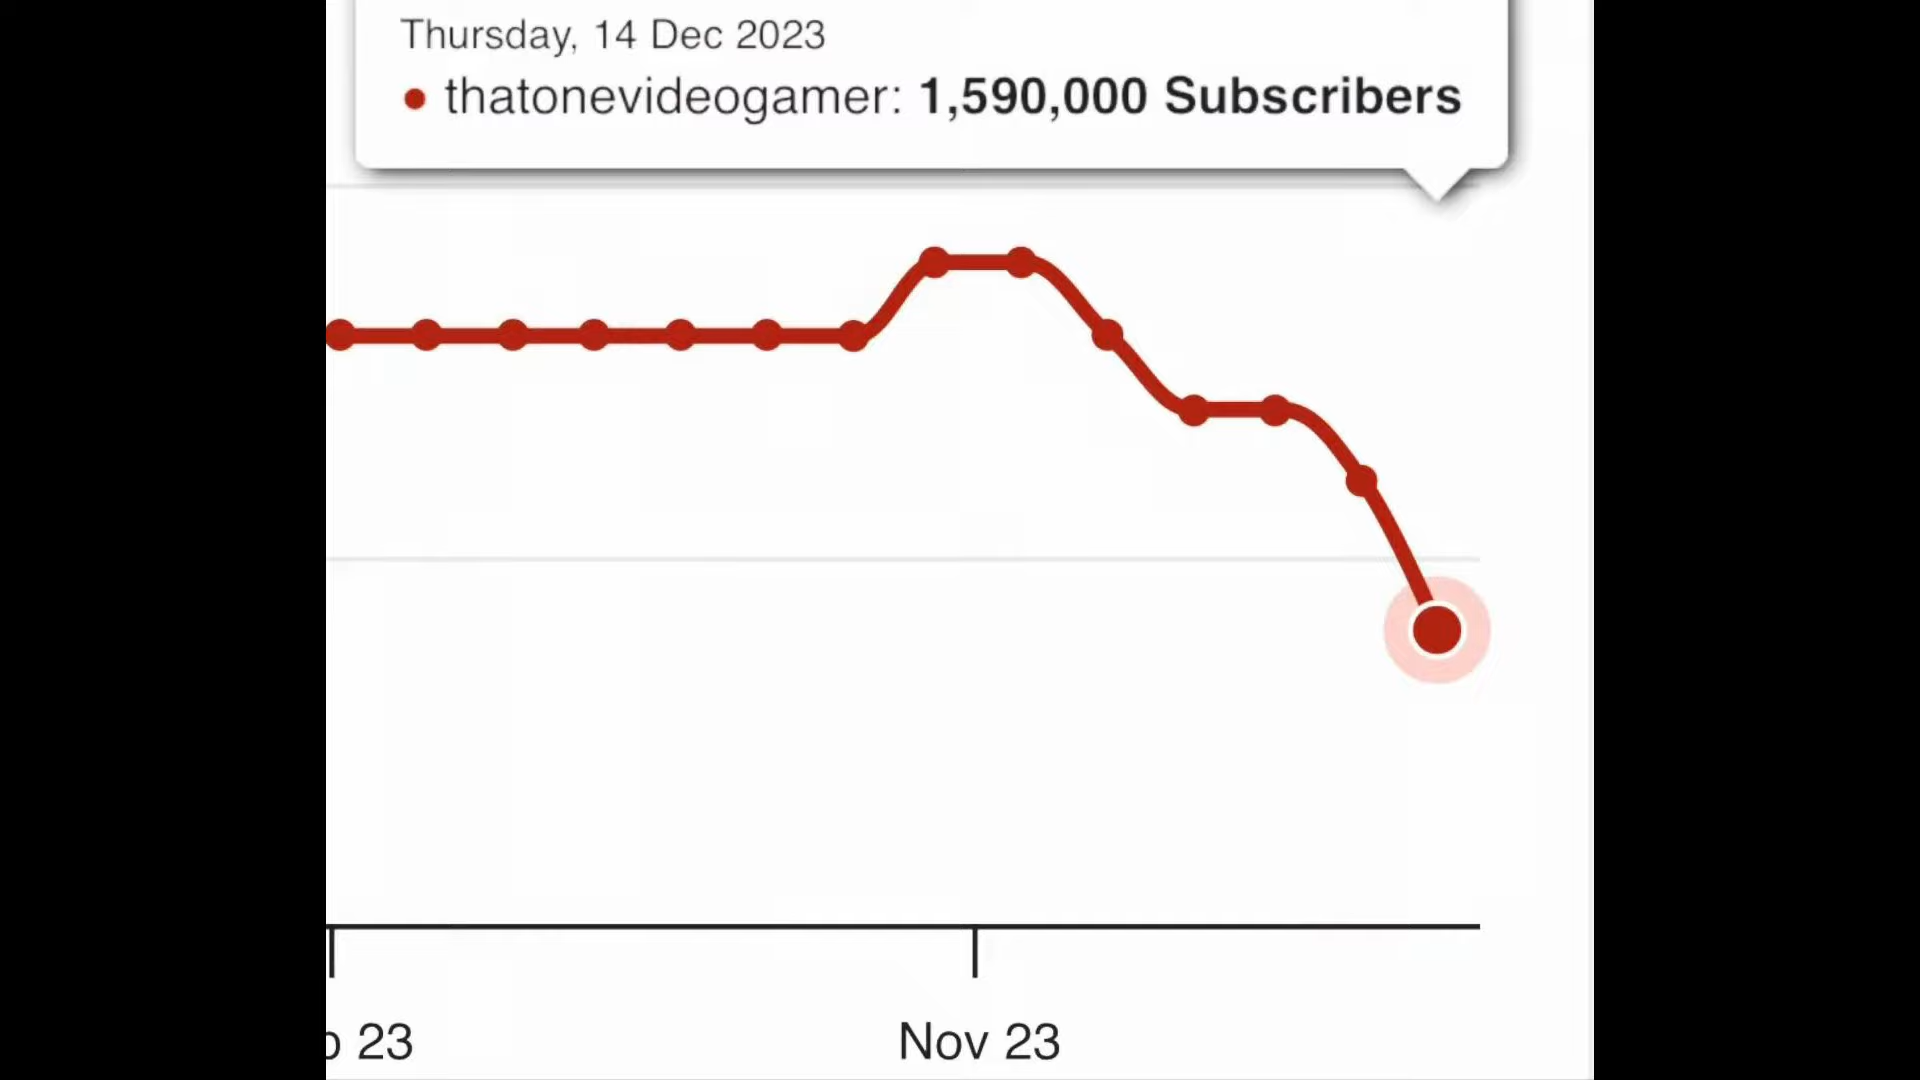 Thursday, 14 Dec 2023
thatonevideogamer: 1,590,000 Subscribers
23
Nov 23